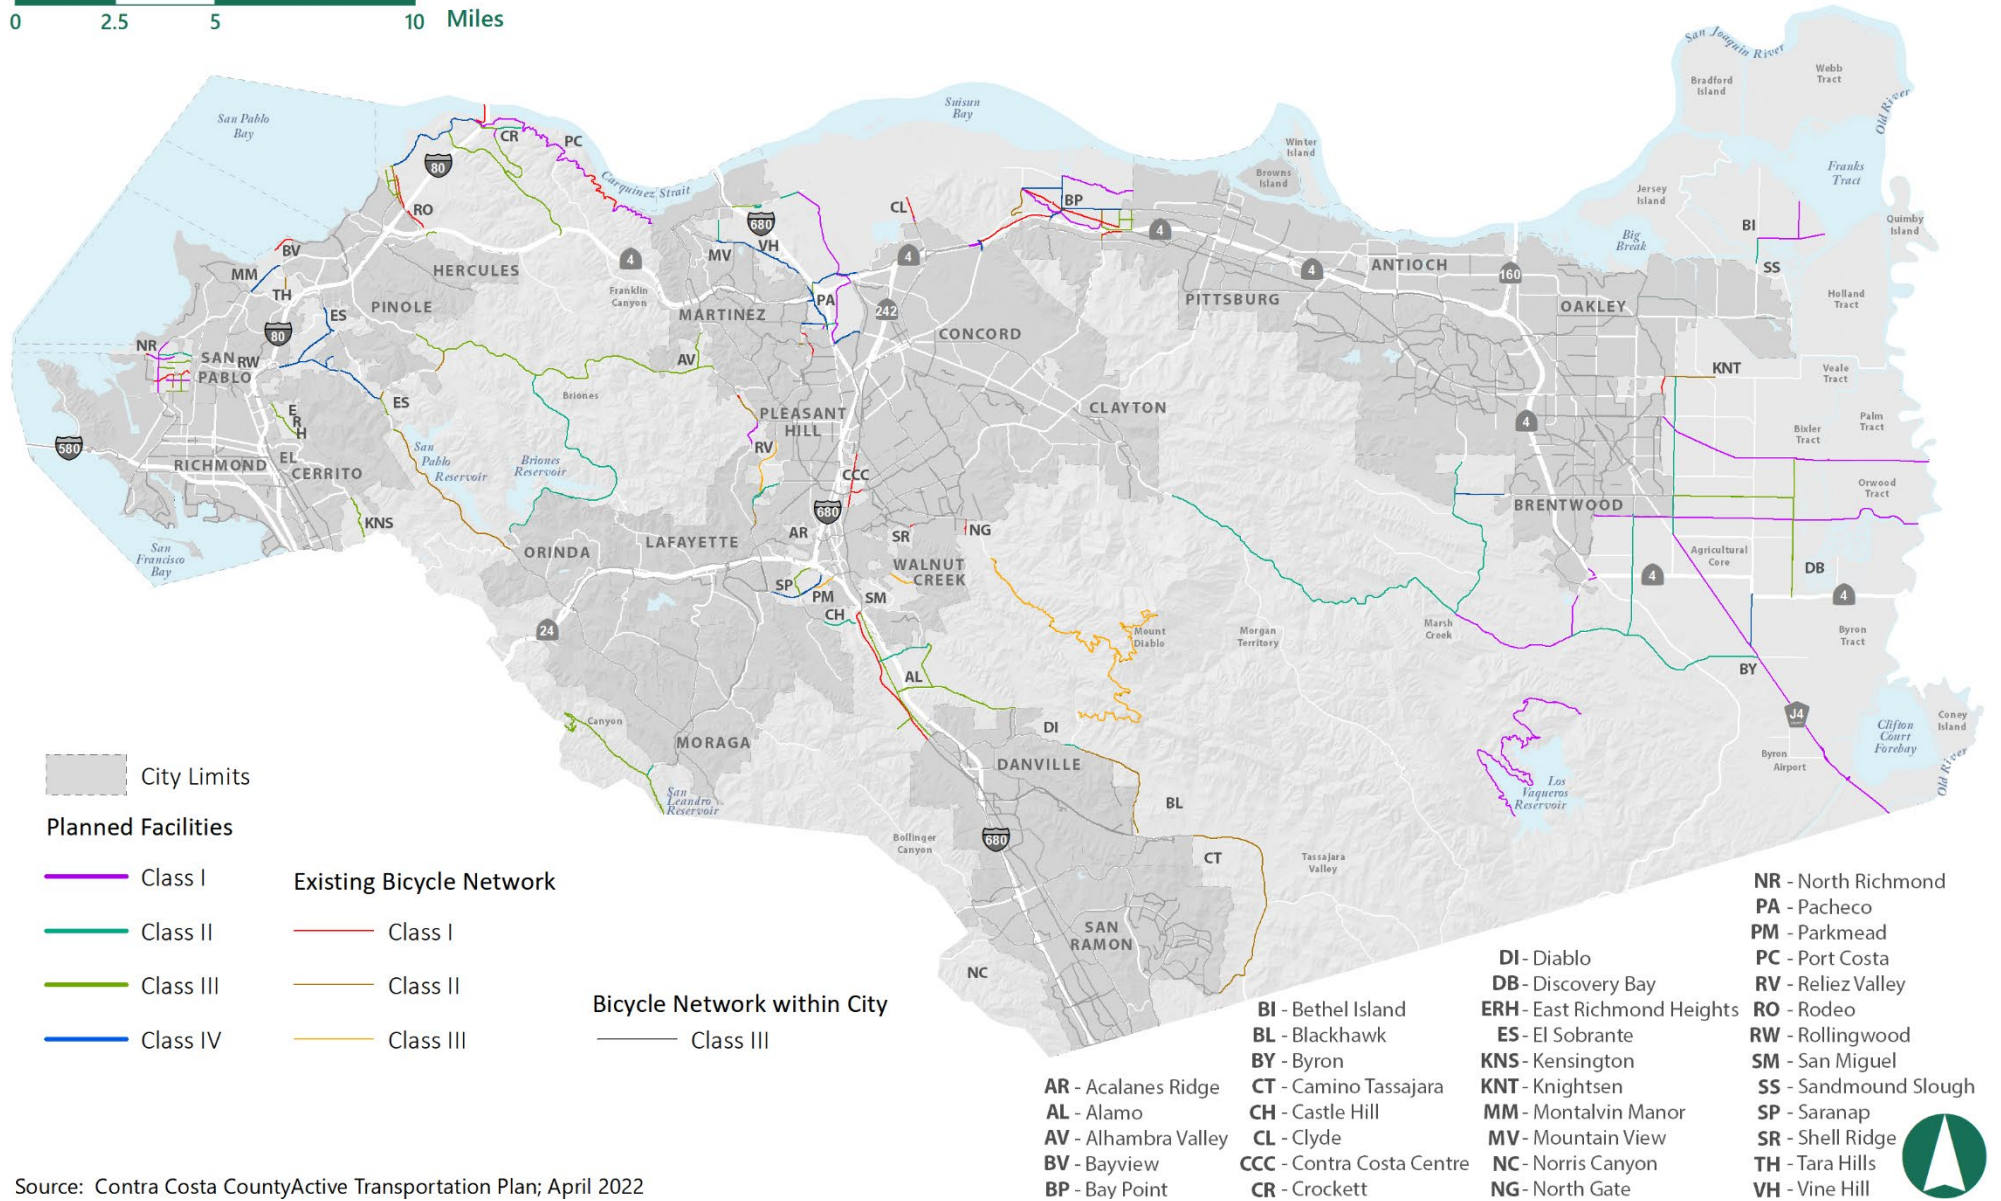 0 2.5 5 10 Miles
San Joaquin River
Webb
Tract
Bradford
Island
Old River
San Pablo
Bay
Suisun
Bay
CR
PC
80
Winter
Island
Browns
Island
Franks
Tract
Carquinez Strait
Jersey
Island
RO
CL
BP
680
4
BI
Quimby
Island
BV
VH
MV
4
4
Big
Break
MM
TH
HERCULES
4
Franklin
Canyon
4
ANTIOCH
160
SS
PINOLE
ES
PA
MARTINEZ
242
CONCORD
PITTSBURG
OAKLEY
Holland
Tract
80
NR
SAN
PABLO
RW
AV
KNT
Veale
Tract
ES
Briones
PLEASANT
HILL
CLAYTON
4
Palm
Tract
E
R
H
Bixler
Tract
580
RICHMOND
EL
CERRITO
San
Pablo
Reservoir
Briones
Reservoir
RV
CCC
Orwood
Tract
680
BRENTWOOD
KNS
AR
SR
NG
San
Francisco
Bay
ORINDA
LAFAYETTE
WALNUT
CREEK
Agricultural
Core
4
DB
4
SP
PM
SM
CH
24
Mount
Diablo
Morgan
Territory
Marsh
Creek
Byron
Tract
AL
BY
Canyon
DI
J4
Clifton
Court
Forebay
Coney
Island
MORAGA
DANVILLE
Byron
Airport
Old River
San
Leandro
Reservoir
BL
Los
Vaqueros
Reservoir
Bollinger
Canyon
680
CT
Tassajara
Valley
SAN
RAMON
NC
City Limits
Planned Facilities
Class I
Class II
Class III
Class IV
Existing Bicycle Network
Class I
Class II
Class III
Bicycle Network within City
Class III
AR - Acalanes Ridge
AL - Alamo
AV - Alhambra Valley
BV - Bayview
BP - Bay Point
BI - Bethel Island
BL - Blackhawk
BY - Byron
CT - Camino Tassajara
CH - Castle Hill
CL - Clyde
CCC - Contra Costa Centre
CR - Crockett
DI - Diablo
DB - Discovery Bay
ERH - East Richmond Heights
ES - El Sobrante
KNS - Kensington
KNT - Knightsen
MM - Montalvin Manor
MV - Mountain View
NC - Norris Canyon
NG - North Gate
NR - North Richmond
PA - Pacheco
PM - Parkmead
PC - Port Costa
RV - Reliez Valley
RO - Rodeo
RW - Rollingwood
SM - San Miguel
SS - Sandmound Slough
SP - Saranap
SR - Shell Ridge
TH - Tara Hills
VH - Vine Hill
Source: Contra Costa CountyActive Transportation Plan; April 2022